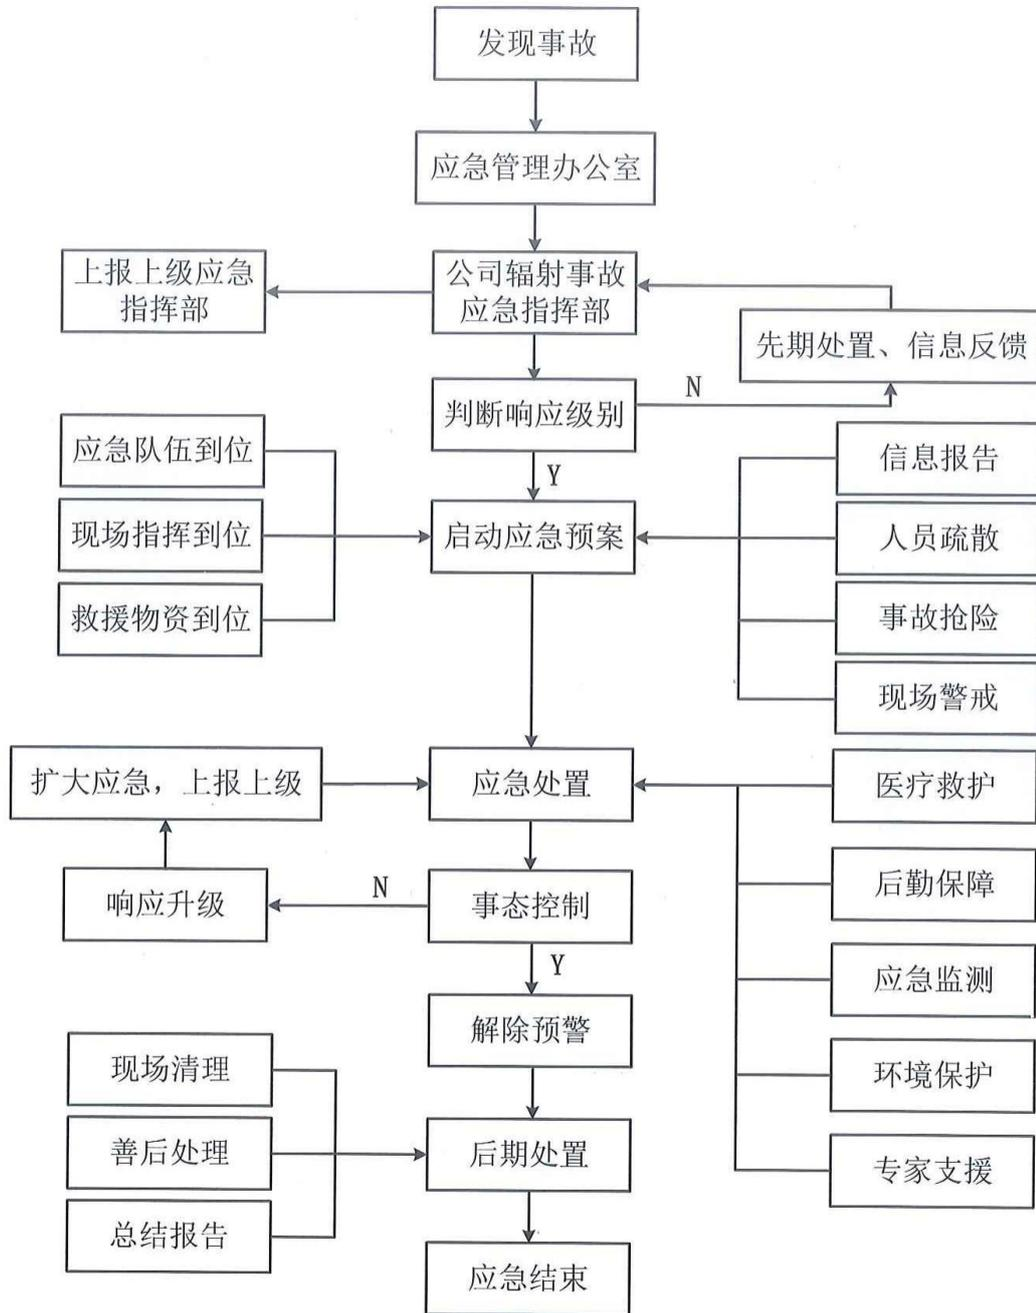 发现事故
应急管理办公室
上报上级应急
指挥部
公司辐射事故
应急指挥部
先期处置、信息反馈
判断响应级别
N
Y
应急队伍到位
现场指挥到位
救援物资到位
启动应急预案
信息报告
人员疏散
事故抢险
现场警戒
扩大应急，上报上级
应急处置
医疗救护
响应升级
N
事态控制
后勤保障
Y
应急监测
解除预警
环境保护
现场清理
善后处理
总结报告
后期处置
专家支援
应急结束